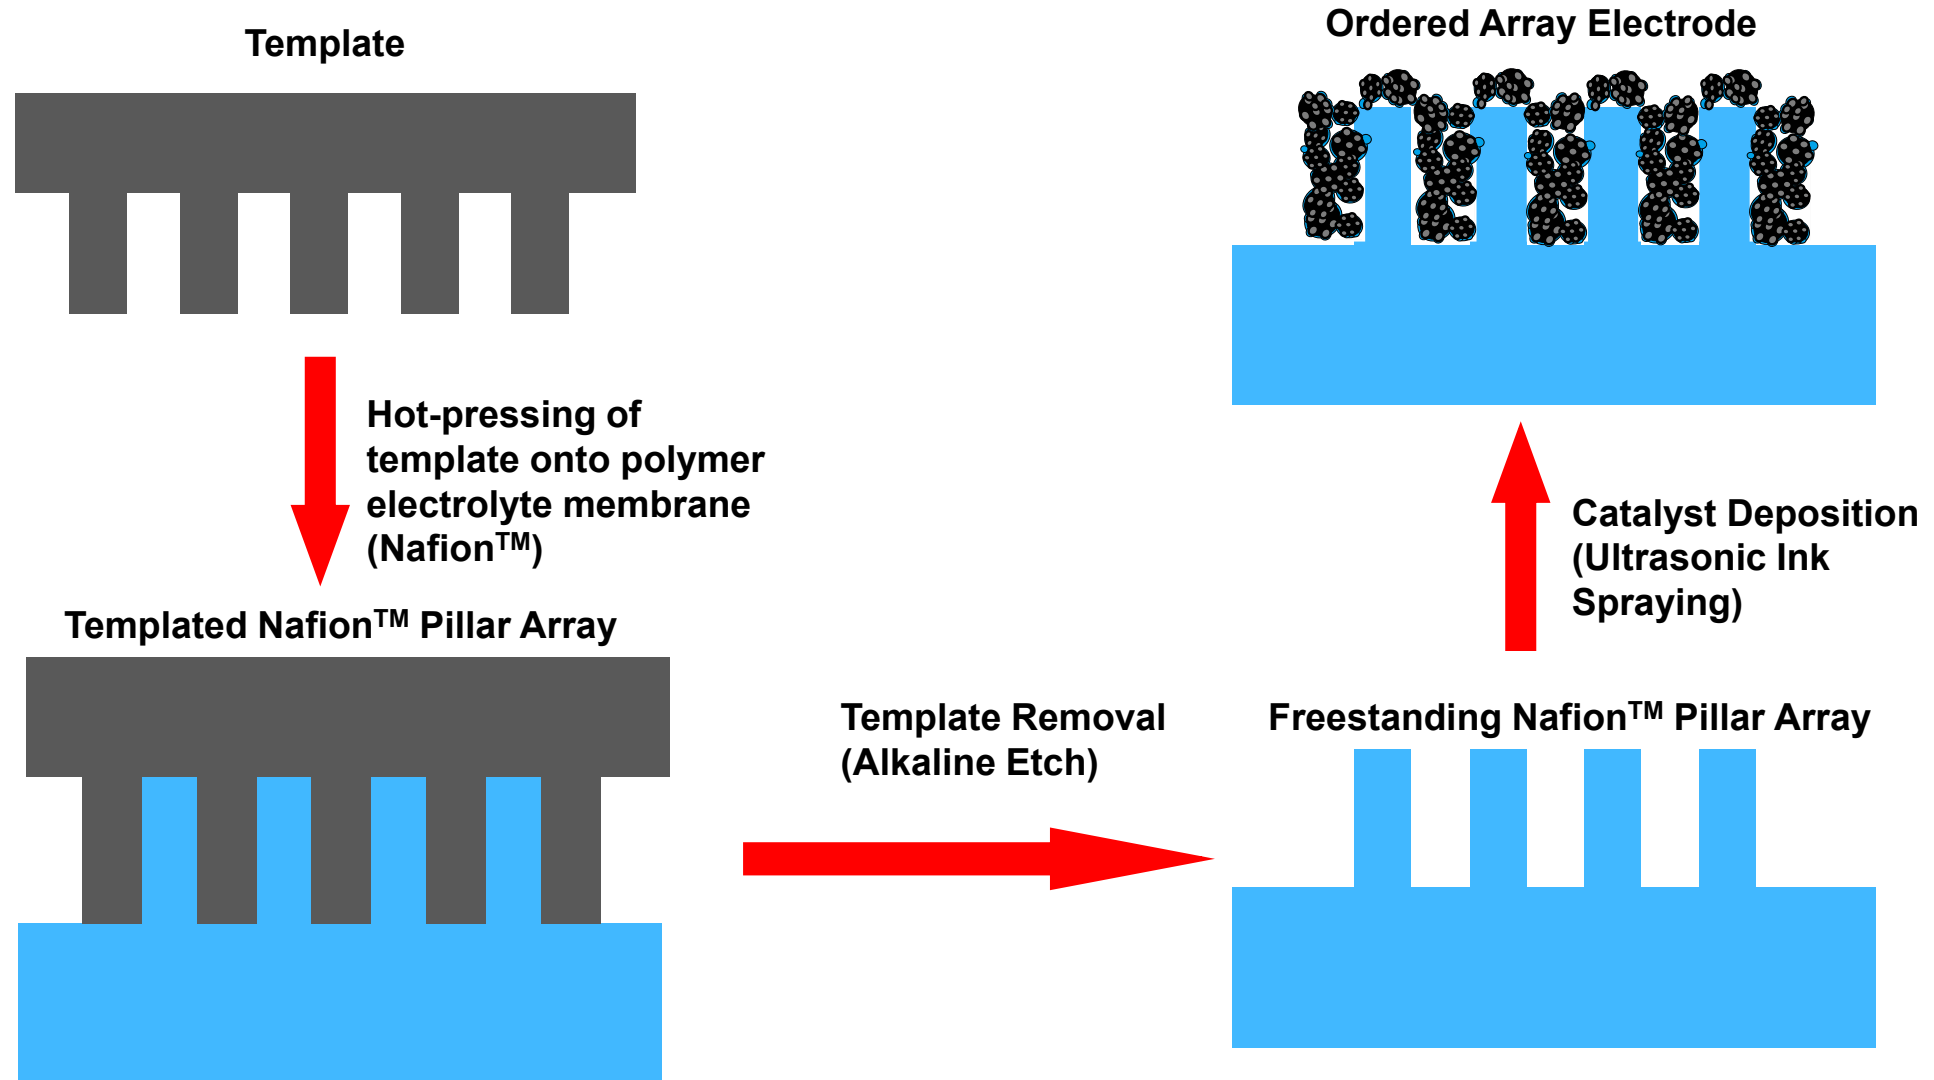 Template
Hot-pressing of
template onto polymer
electrolyte membrane
(Nafion™)
Templated Nafion™ Pillar Array
Template Removal
(Alkaline Etch)
Freestanding Nafion™ Pillar Array
Catalyst Deposition
(Ultrasonic Ink
Spraying)
Ordered Array Electrode